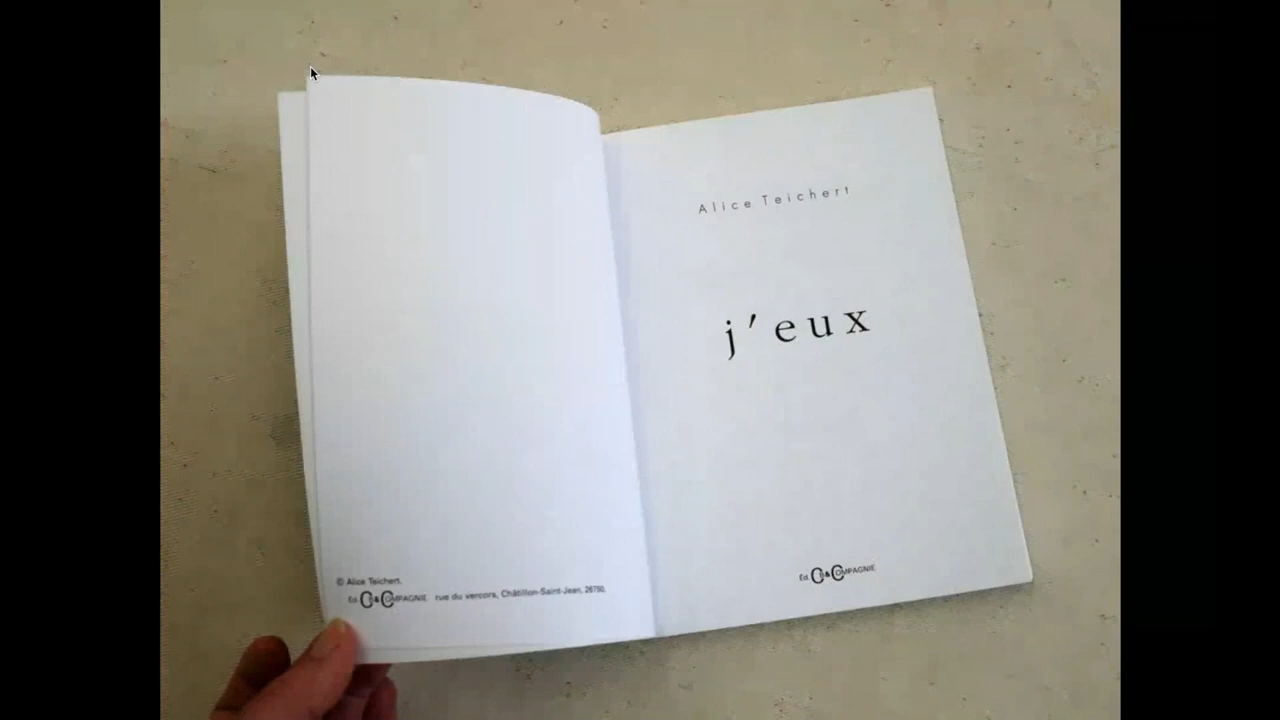 © Alice Teichert.
Ed. C & COMPAGNIE rue du vercors, Châtillon-Saint-Jean, 26750,
Alice Teichert
j'eux
Ed. C & COMPAGNIE